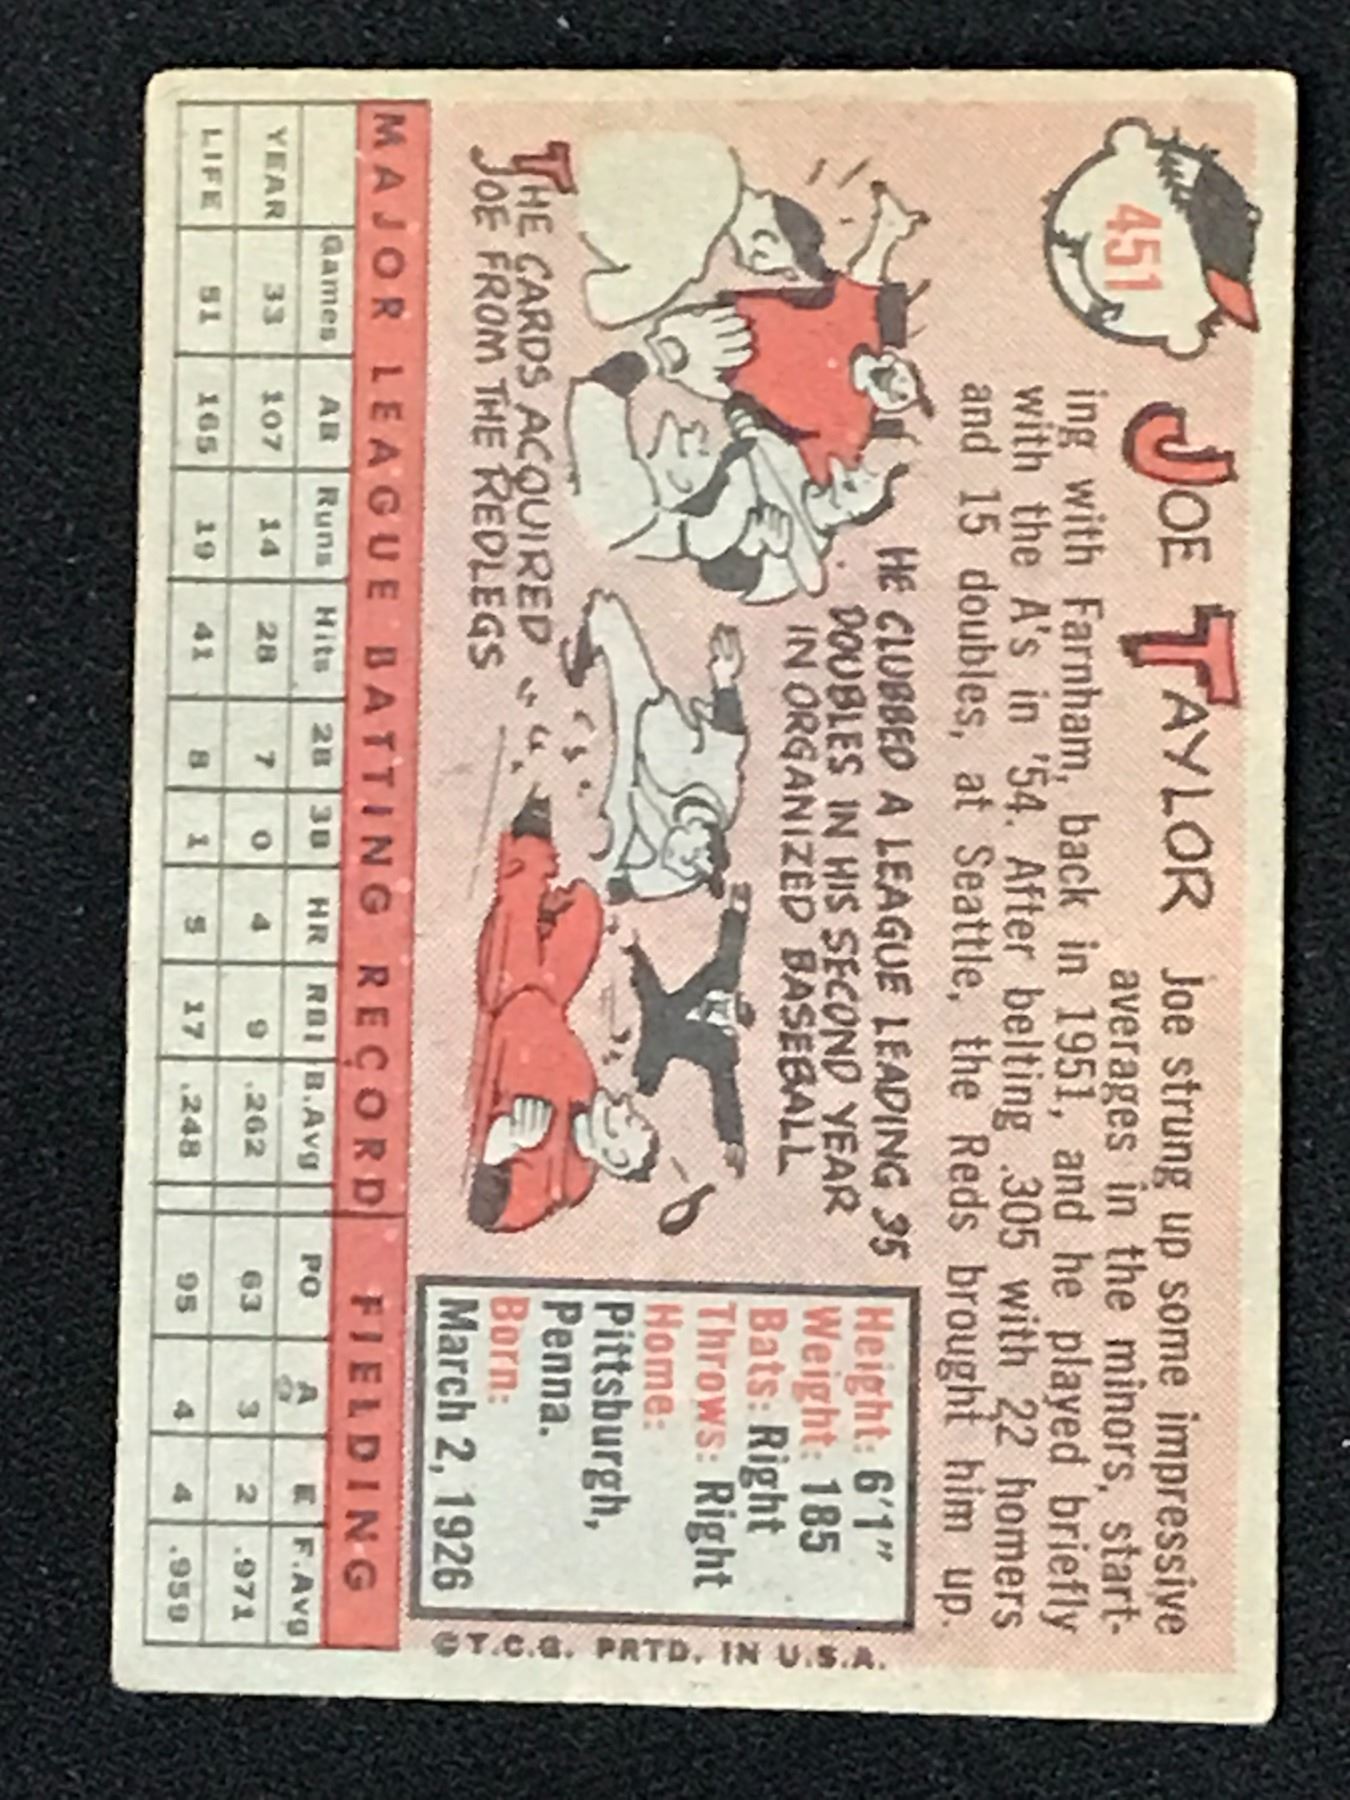 451
JOE TAYLOR
Joe strung up some impressive
averages in the minors, start-
ing with Farnham, back in 1951, and he played briefly
with the A's in '54. After belting .305 with 22 homers
and 15 doubles, at Seattle, the Reds brought him up.
HE CLUBBED A LEAGUE LEADING 35
DOUBLES IN HIS SECOND YEAR
IN ORGANIZED BASEBALL
THE CARDS ACQUIRED
JOE FROM THE REDLEGS
Height: 6'1"
Weight: 185
Bats: Right
Throws: Right
Home:
Pittsburgh,
Penna.
Born:
March 2, 1926
©T.C.G. PRTD. IN U.S.A.
MAJOR LEAGUE BATTING RECORD FIELDING
Games AB Runs Hits 2B 3B HR RBI B.Avg PO A E F.Avg
YEAR 33 107 14 28 7 0 4 9 .262 63 3 2 .971
LIFE 51 165 19 41 8 1 5 17 .248 95 4 4 .959